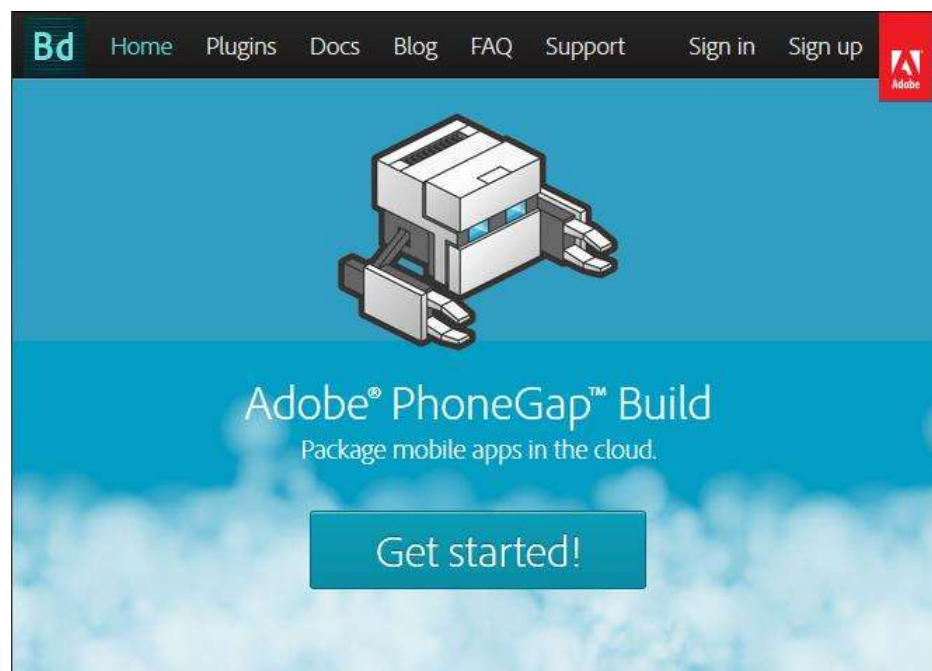 Bd Home Plugins Docs Blog FAQ Support Sign in Sign up
Adobe
Adobe® PhoneGap™ Build
Package mobile apps in the cloud.
Get started!